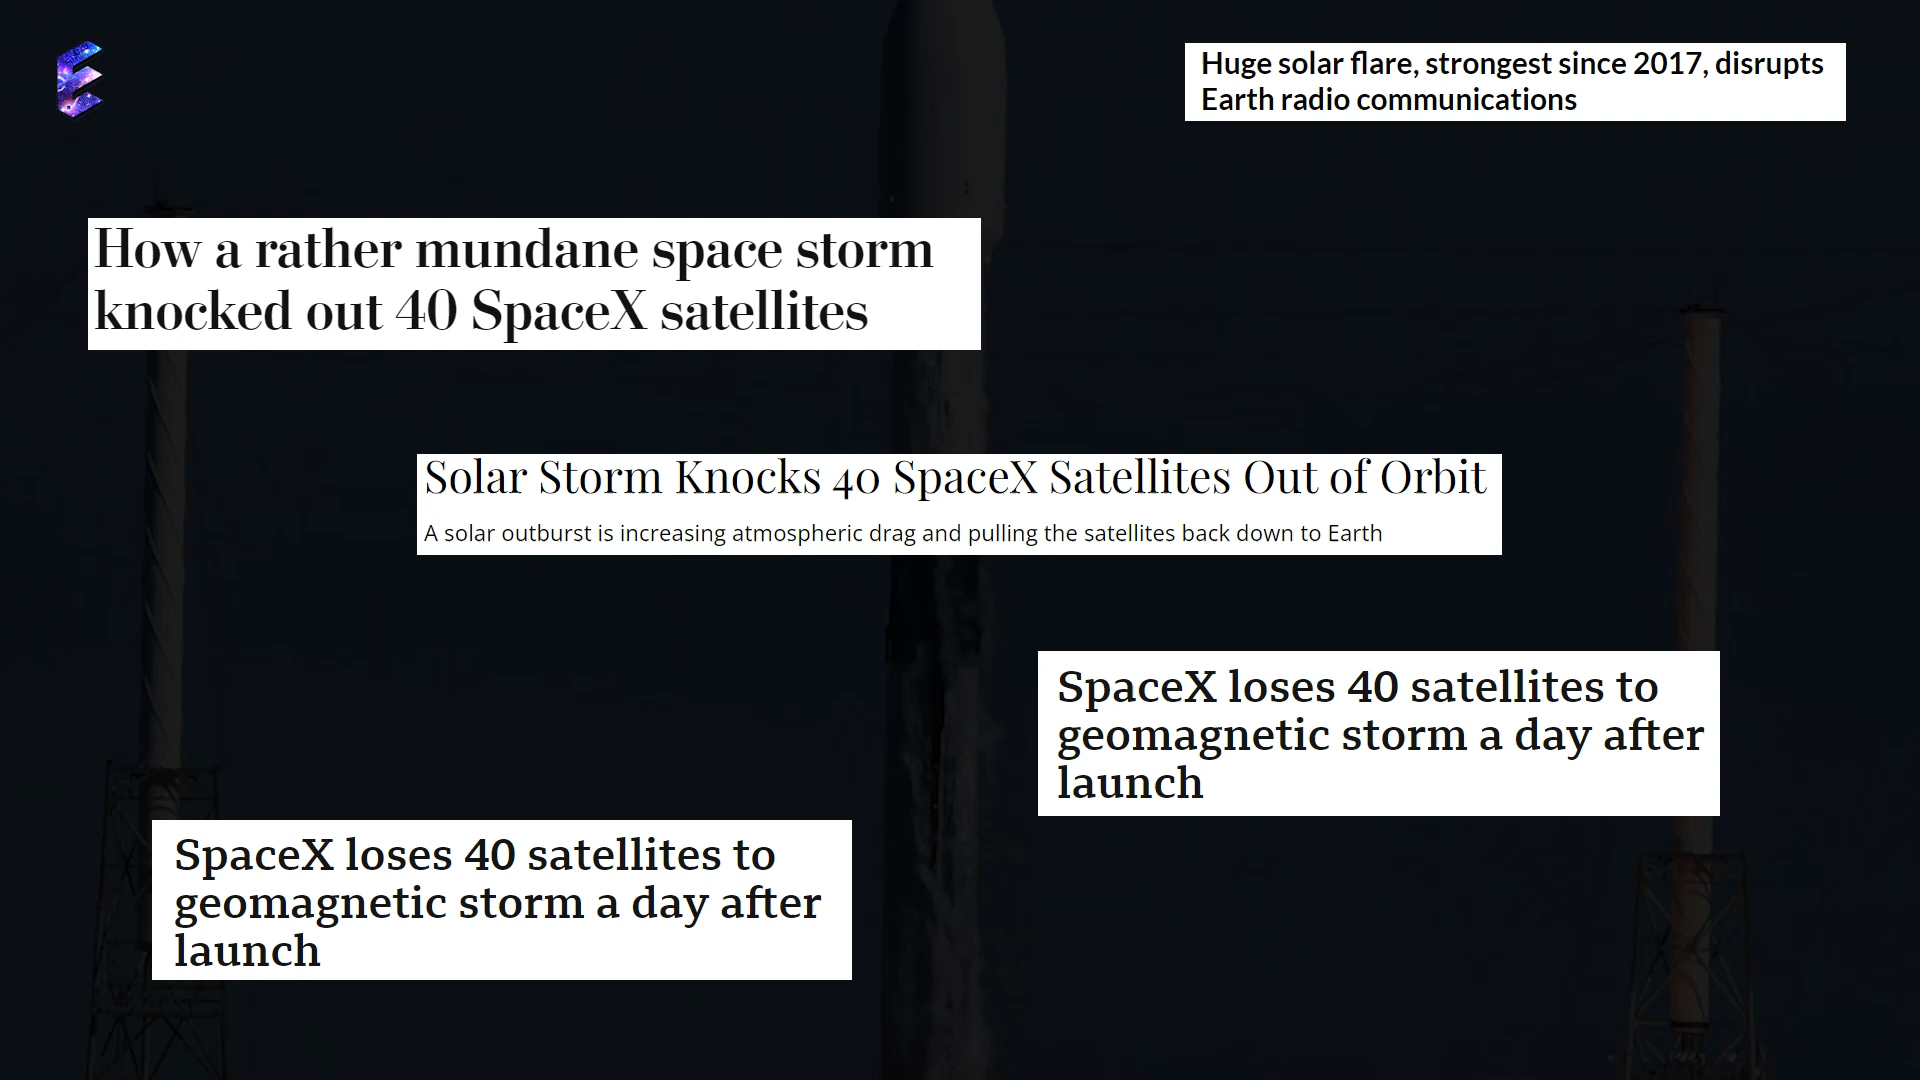 Huge solar flare, strongest since 2017, disrupts
Earth radio communications
How a rather mundane space storm
knocked out 40 SpaceX satellites
Solar Storm Knocks 40 SpaceX Satellites Out of Orbit
A solar outburst is increasing atmospheric drag and pulling the satellites back down to Earth
SpaceX loses 40 satellites to
geomagnetic storm a day after
launch
SpaceX loses 40 satellites to
geomagnetic storm a day after
launch